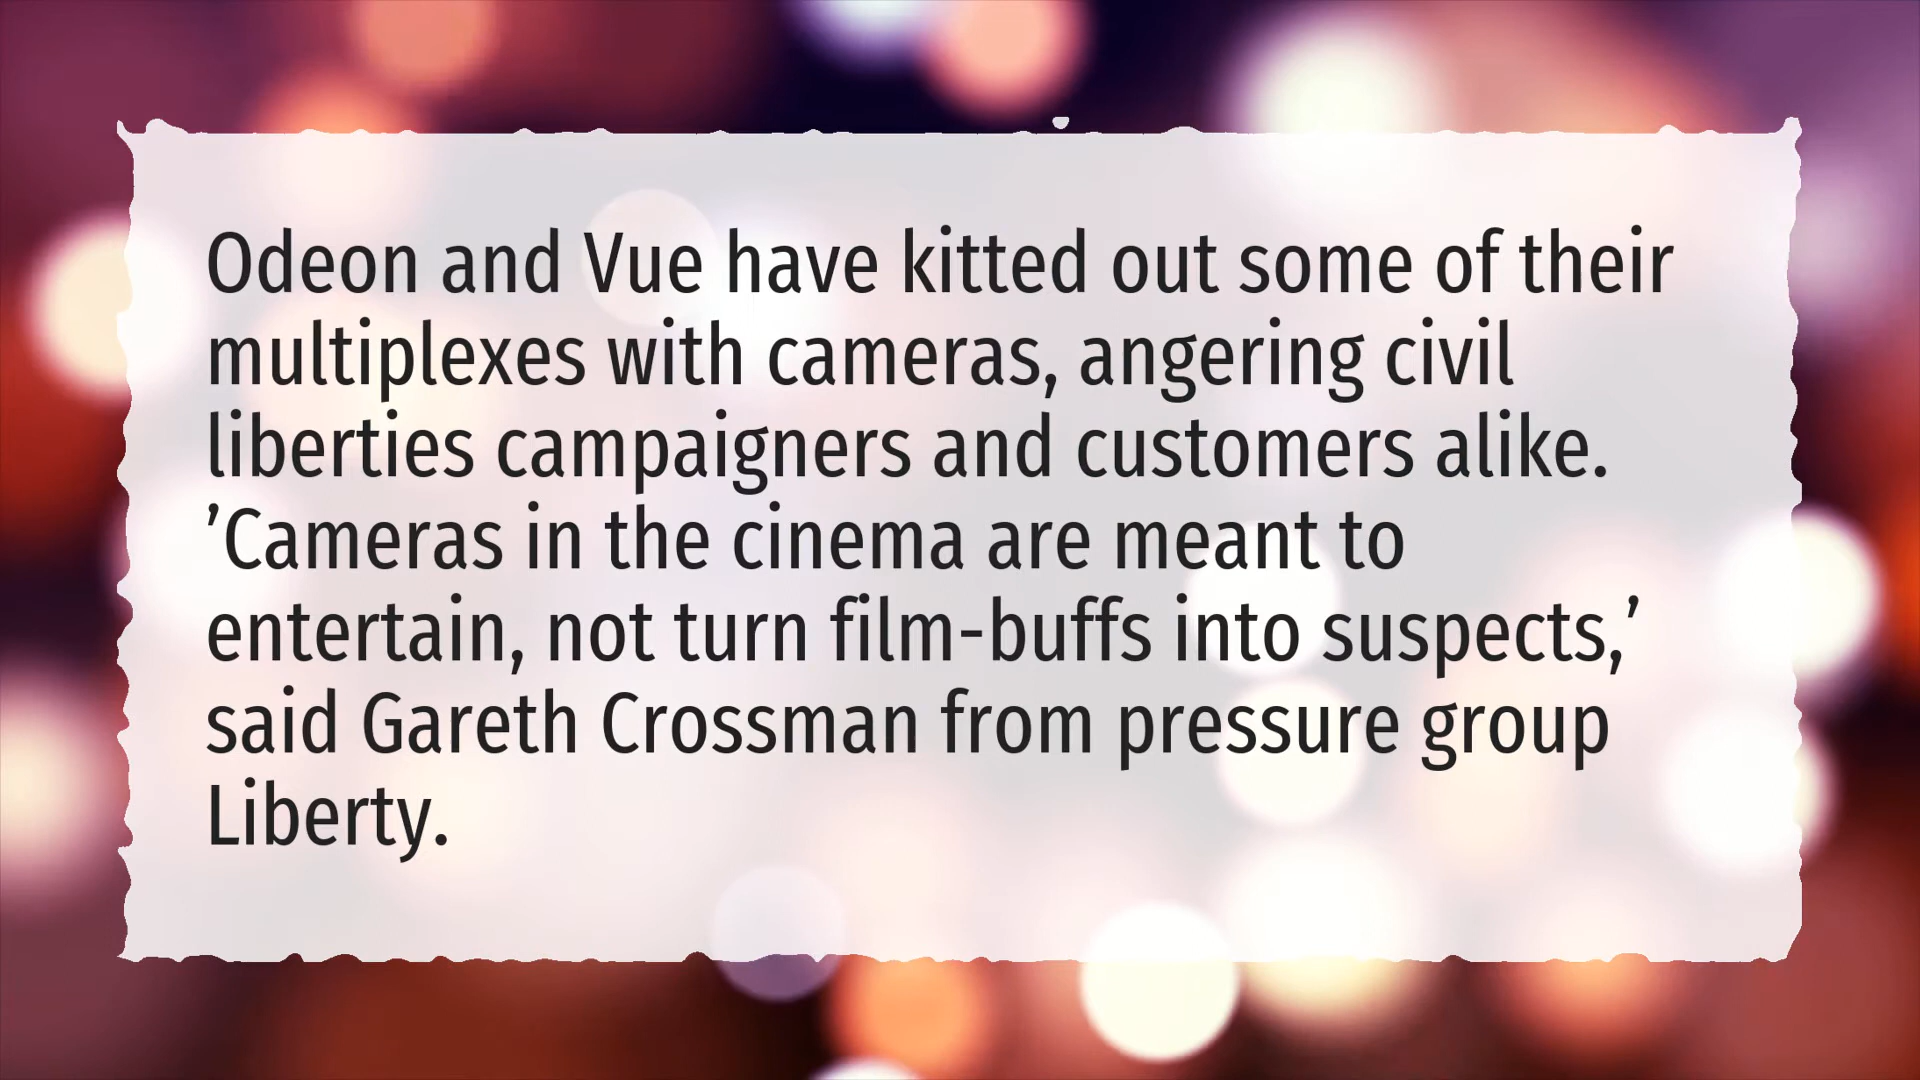 Odeon and Vue have kitted out some of their
multiplexes with cameras, angering civil
liberties campaigners and customers alike.
’Cameras in the cinema are meant to
entertain, not turn film-buffs into suspects,’
said Gareth Crossman from pressure group
Liberty.